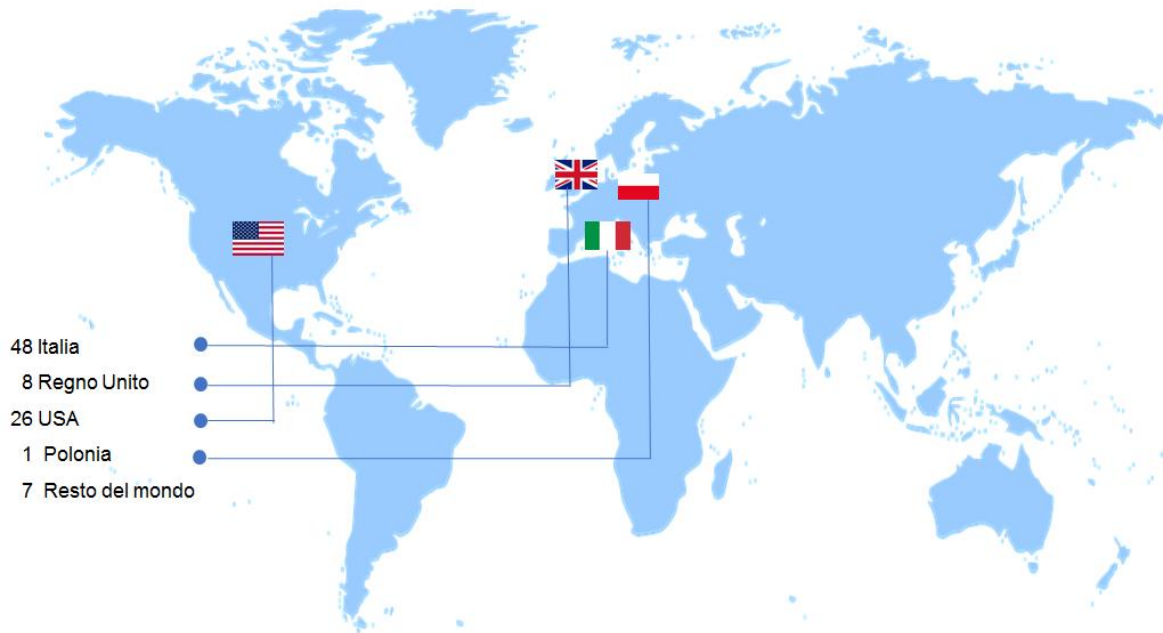 48 Italia
8 Regno Unito
26 USA
1 Polonia
7 Resto del mondo